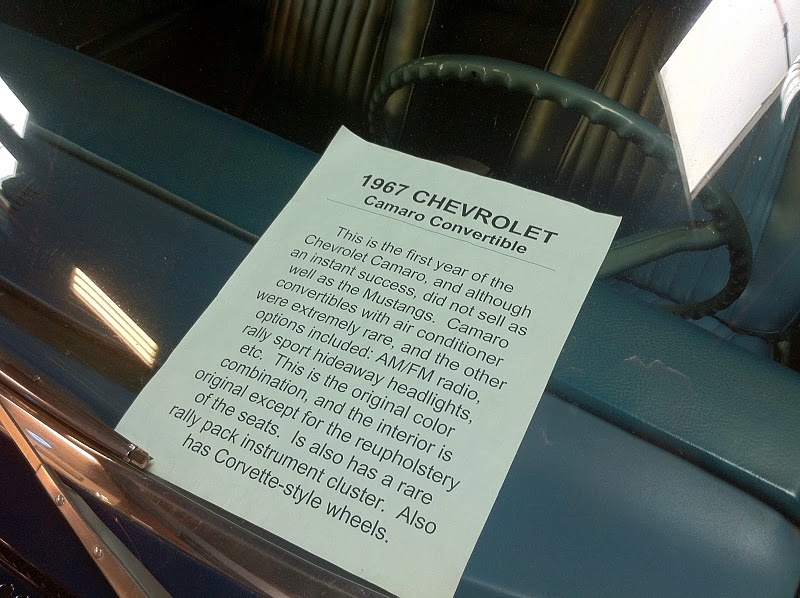 1967 CHEVROLET
Camaro Convertible
This is the first year of the
Chevrolet Camaro, and although
an instant success, did not sell as
well as the Mustangs. Camaro
convertibles with air conditioner
were extremely rare, and the other
options included: AM/FM radio,
rally sport hideaway headlights,
etc. This is the original color
combination, and the interior is
original except for the reupholstery
of the seats. Is also has a rare
rally pack instrument cluster. Also
has Corvette-style wheels.